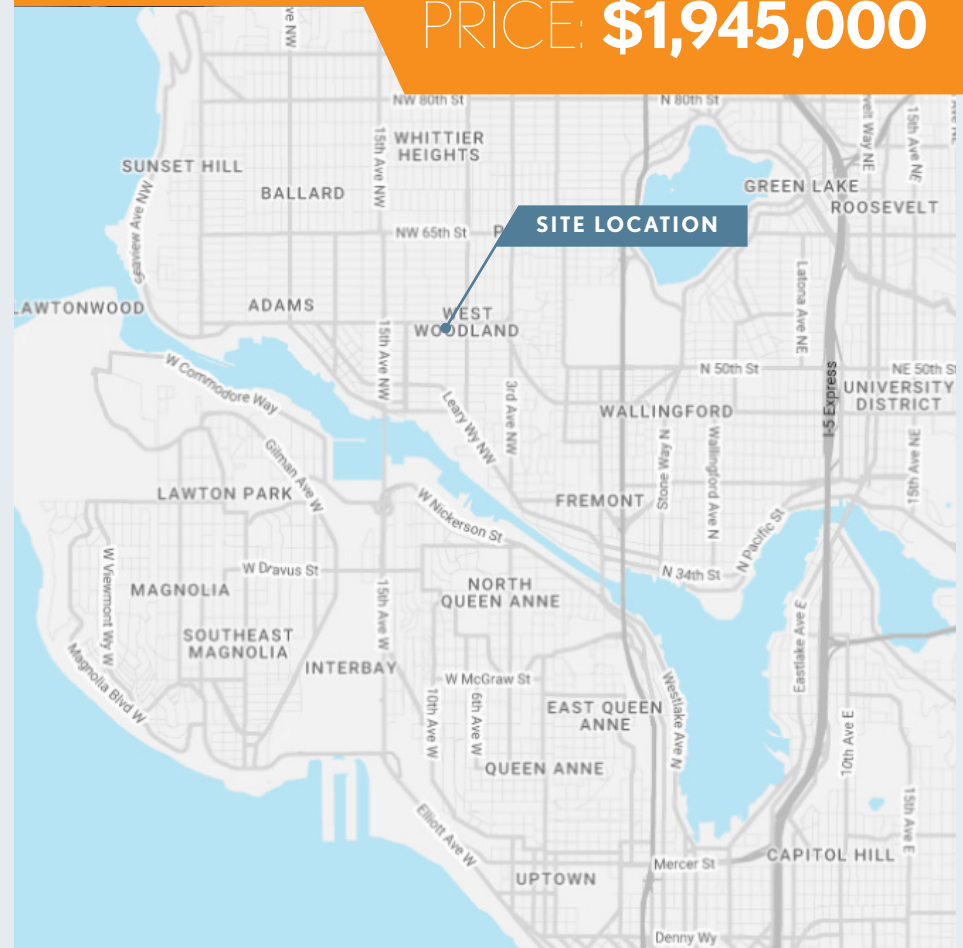 PRICE: $1,945,000
NW 80th St
N 80th St
15th Ave NW
WHITTIER
HEIGHTS
15th Ave NE
SUNSET HILL
BALLARD
GREEN LAKE
ROOSEVELT
NW 65th St
SITE LOCATION
LAWTONWOOD
ADAMS
WEST
WOODLAND
Latona Ave NE
15th Ave NW
W Commodore Way
N 50th St
NE 50th St
I-5 Express
UNIVERSITY
DISTRICT
Leary Wy NW
3rd Ave NW
WALLINGFORD
Gilman Ave W
Stone Way N
Wallingford Ave N
15th Ave NE
LAWTON PARK
W Nickerson St
FREMONT
N Pacific St
W Viewmont Wy W
W Dravus St
N 34th St
MAGNOLIA
15th Ave W
NORTH
QUEEN ANNE
Eastlake Ave E
SOUTHEAST
MAGNOLIA
INTERBAY
Magnolia Blvd W
W McGraw St
10th Ave W
6th Ave W
EAST QUEEN
ANNE
Westlake Ave N
10th Ave E
QUEEN ANNE
Elliott Ave W
15th Ave E
Mercer St
CAPITOL HILL
UPTOWN
Denny Wy